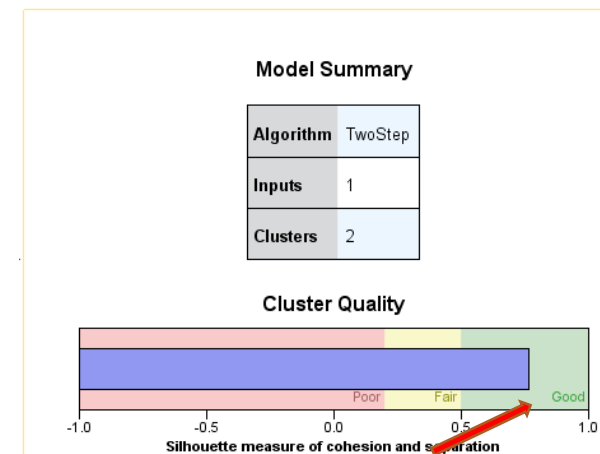 Model Summary
Algorithm TwoStep
Inputs 1
Clusters 2
Cluster Quality
Poor Fair Good
-1.0 -0.5 0.0 0.5 1.0
Silhouette measure of cohesion and separation